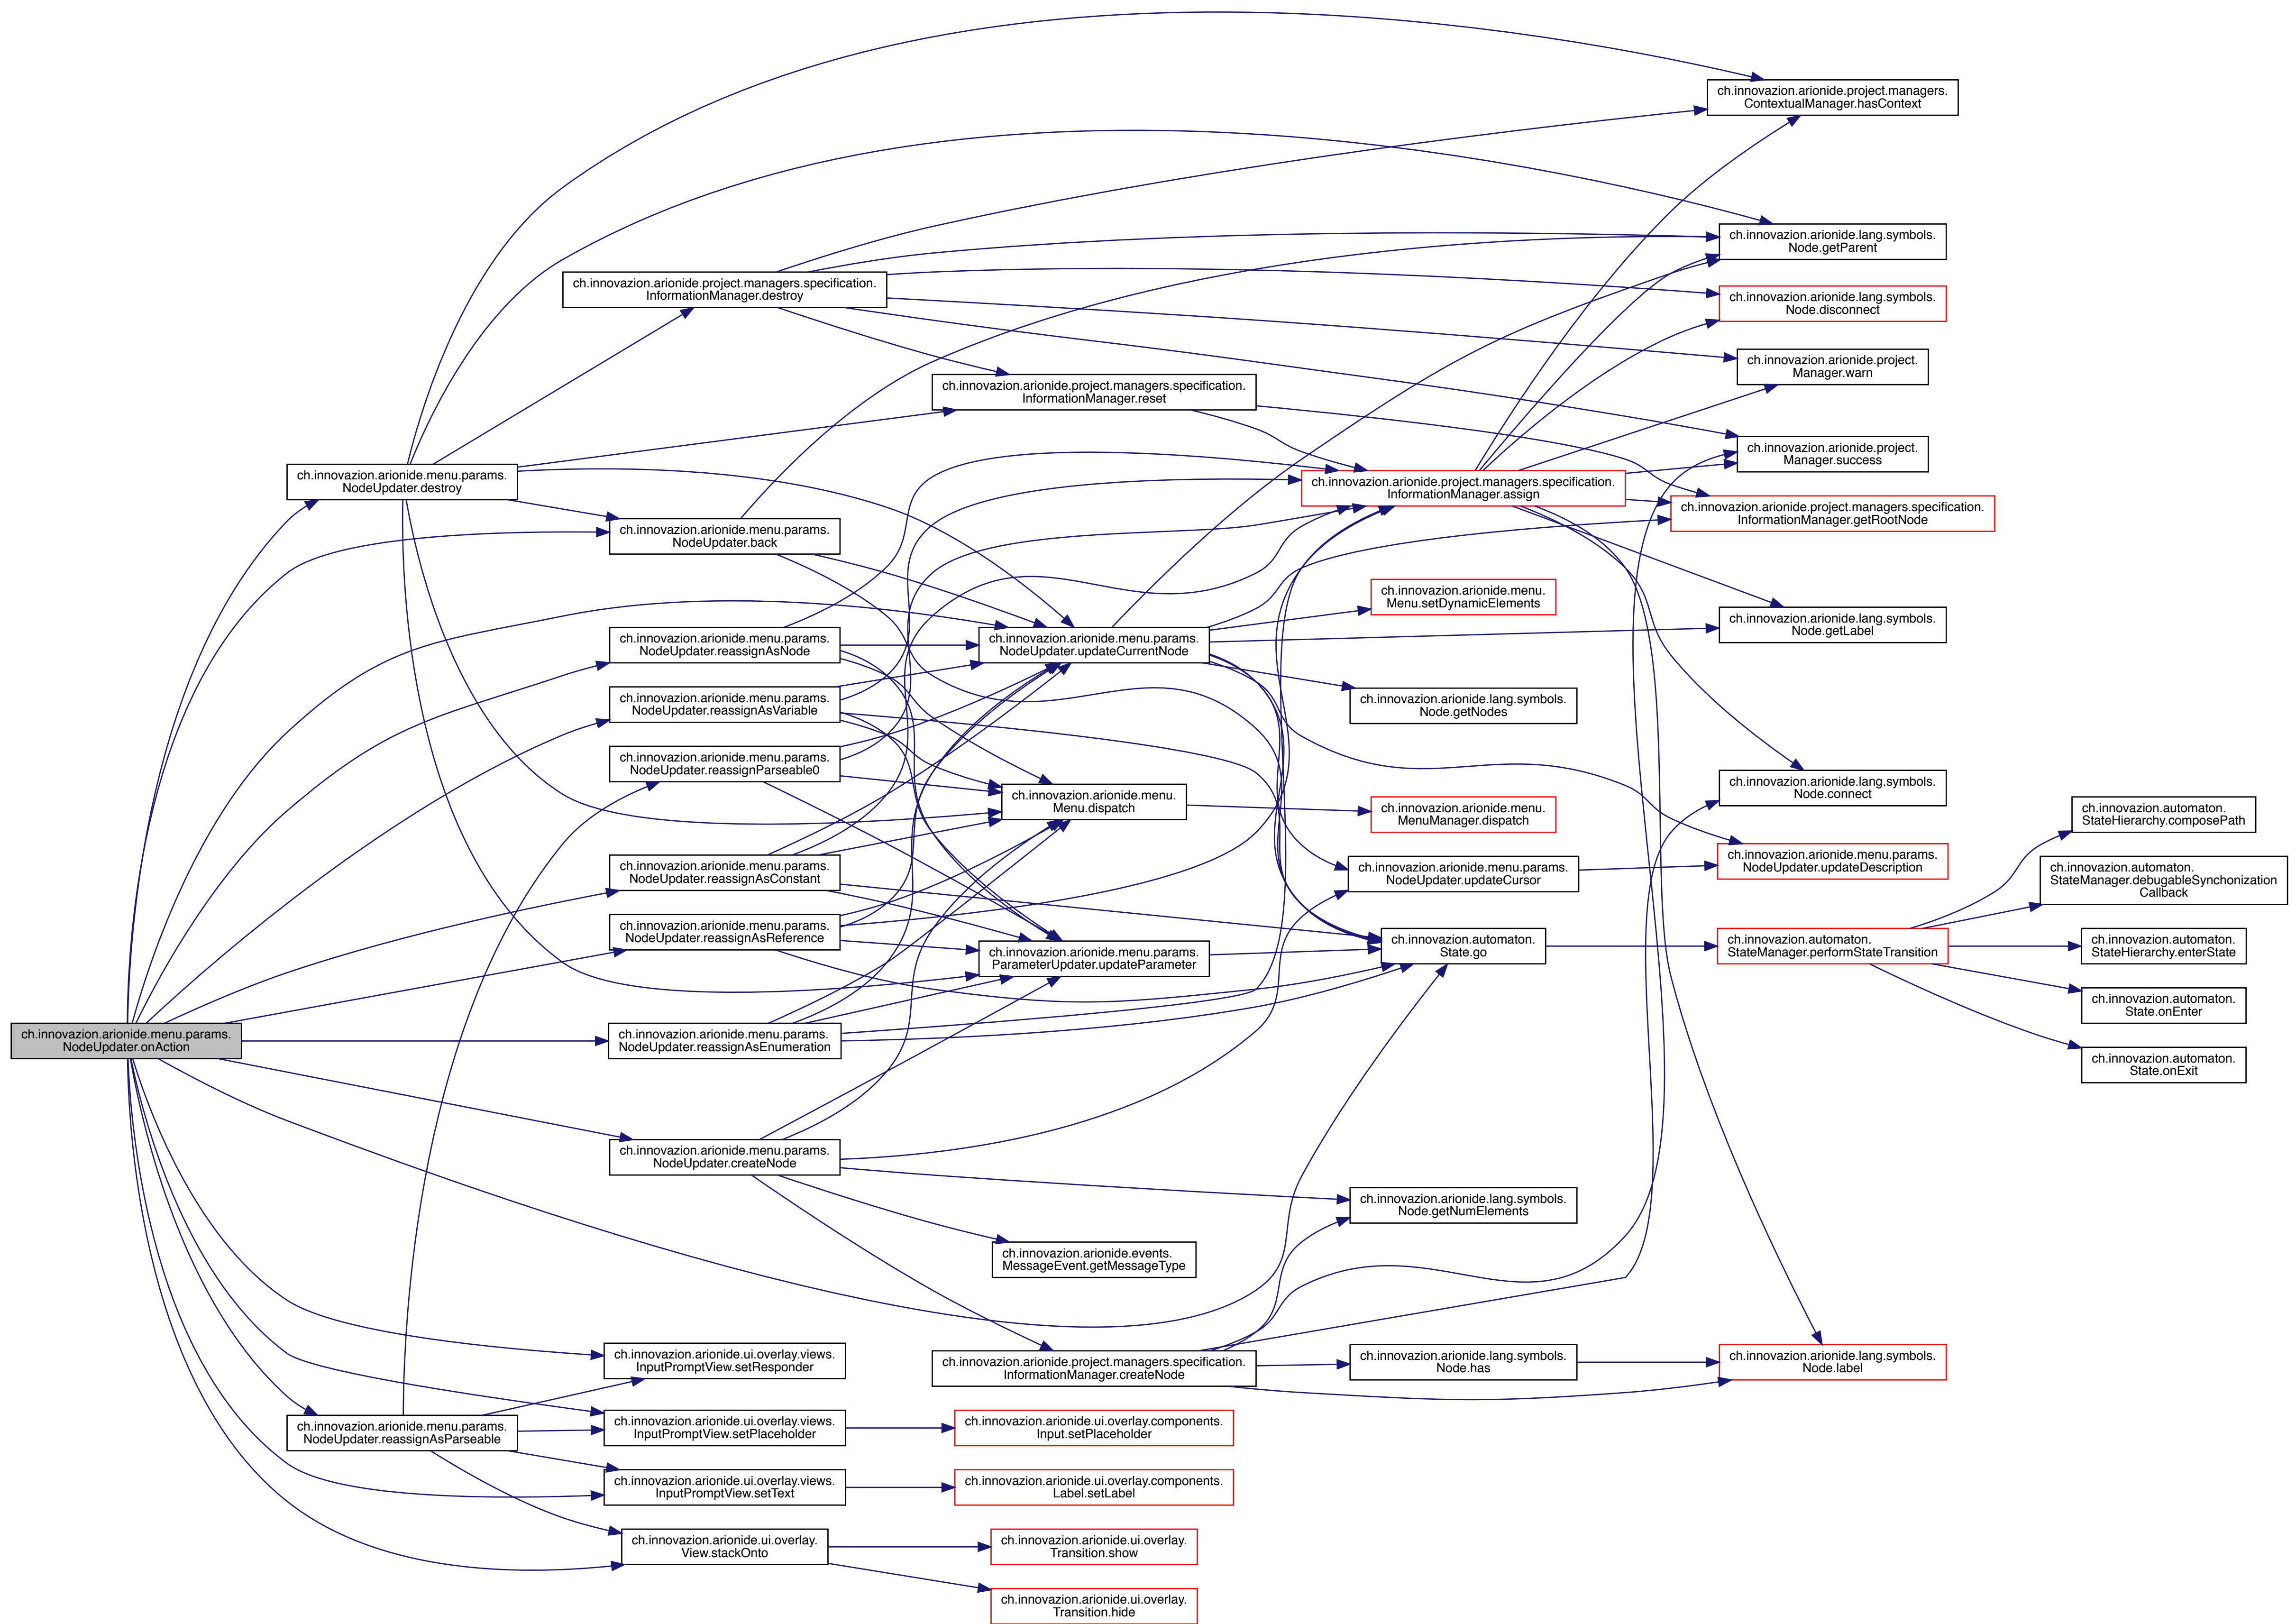 ch.innovazion.arionide.menu.params.
NodeUpdater.onAction
ch.innovazion.arionide.menu.params.
NodeUpdater.destroy
ch.innovazion.arionide.menu.params.
NodeUpdater.reassignAsParseable
ch.innovazion.arionide.project.managers.specification.
InformationManager.destroy
ch.innovazion.arionide.menu.params.
NodeUpdater.back
ch.innovazion.arionide.menu.params.
NodeUpdater.reassignAsNode
ch.innovazion.arionide.menu.params.
NodeUpdater.reassignAsVariable
ch.innovazion.arionide.menu.params.
NodeUpdater.reassignParseable0
ch.innovazion.arionide.menu.params.
NodeUpdater.reassignAsConstant
ch.innovazion.arionide.menu.params.
NodeUpdater.reassignAsReference
ch.innovazion.arionide.menu.params.
NodeUpdater.reassignAsEnumeration
ch.innovazion.arionide.menu.params.
NodeUpdater.createNode
ch.innovazion.arionide.ui.overlay.views.
InputPromptView.setResponder
ch.innovazion.arionide.ui.overlay.views.
InputPromptView.setPlaceholder
ch.innovazion.arionide.ui.overlay.views.
InputPromptView.setText
ch.innovazion.arionide.ui.overlay.
View.stackOnto
ch.innovazion.arionide.project.managers.specification.
InformationManager.reset
ch.innovazion.arionide.menu.params.
NodeUpdater.updateCurrentNode
ch.innovazion.arionide.menu.
Menu.dispatch
ch.innovazion.arionide.menu.params.
ParameterUpdater.updateParameter
ch.innovazion.arionide.events.
MessageEvent.getMessageType
ch.innovazion.arionide.project.managers.specification.
InformationManager.createNode
ch.innovazion.arionide.ui.overlay.components.
Input.setPlaceholder
ch.innovazion.arionide.ui.overlay.components.
Label.setLabel
ch.innovazion.arionide.ui.overlay.
Transition.show
ch.innovazion.arionide.ui.overlay.
Transition.hide
ch.innovazion.arionide.project.managers.specification.
InformationManager.assign
ch.innovazion.arionide.menu.
Menu.setDynamicElements
ch.innovazion.arionide.lang.symbols.
Node.getNodes
ch.innovazion.arionide.menu.
MenuManager.dispatch
ch.innovazion.arionide.menu.params.
NodeUpdater.updateCursor
ch.innovazion.automaton.
State.go
ch.innovazion.arionide.lang.symbols.
Node.getNumElements
ch.innovazion.arionide.lang.symbols.
Node.has
ch.innovazion.arionide.project.managers.
ContextualManager.hasContext
ch.innovazion.arionide.lang.symbols.
Node.getParent
ch.innovazion.arionide.lang.symbols.
Node.disconnect
ch.innovazion.arionide.project.
Manager.warn
ch.innovazion.arionide.project.
Manager.success
ch.innovazion.arionide.project.managers.specification.
InformationManager.getRootNode
ch.innovazion.arionide.lang.symbols.
Node.getLabel
ch.innovazion.arionide.lang.symbols.
Node.connect
ch.innovazion.arionide.menu.params.
NodeUpdater.updateDescription
ch.innovazion.automaton.
StateManager.performStateTransition
ch.innovazion.arionide.lang.symbols.
Node.label
ch.innovazion.automaton.
StateHierarchy.composePath
ch.innovazion.automaton.
StateManager.debugableSynchonization
Callback
ch.innovazion.automaton.
StateHierarchy.enterState
ch.innovazion.automaton.
State.onEnter
ch.innovazion.automaton.
State.onExit